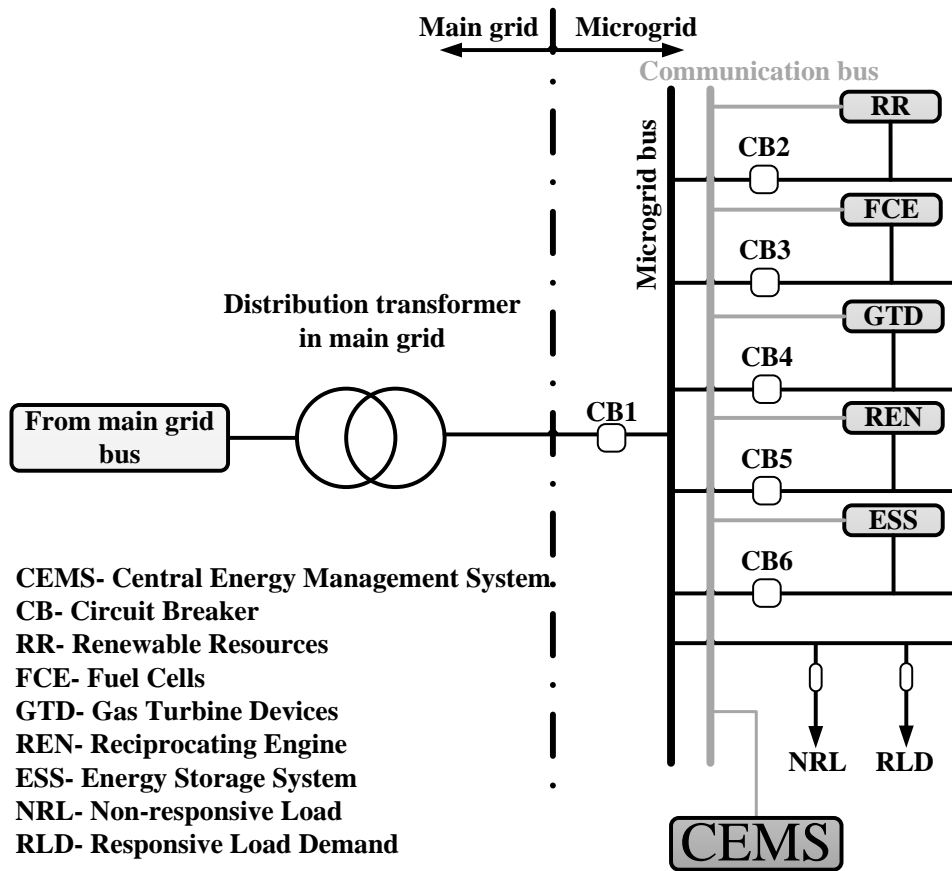 Main grid
Microgrid
Communication bus
Microgrid bus
RR
CB2
FCE
CB3
Distribution transformer
in main grid
GTD
CB4
From main grid
bus
CB1
REN
CB5
ESS
CB6
CEMS- Central Energy Management System
CB- Circuit Breaker
RR- Renewable Resources
FCE- Fuel Cells
GTD- Gas Turbine Devices
REN- Reciprocating Engine
ESS- Energy Storage System
NRL- Non-responsive Load
RLD- Responsive Load Demand
NRL
RLD
CEMS